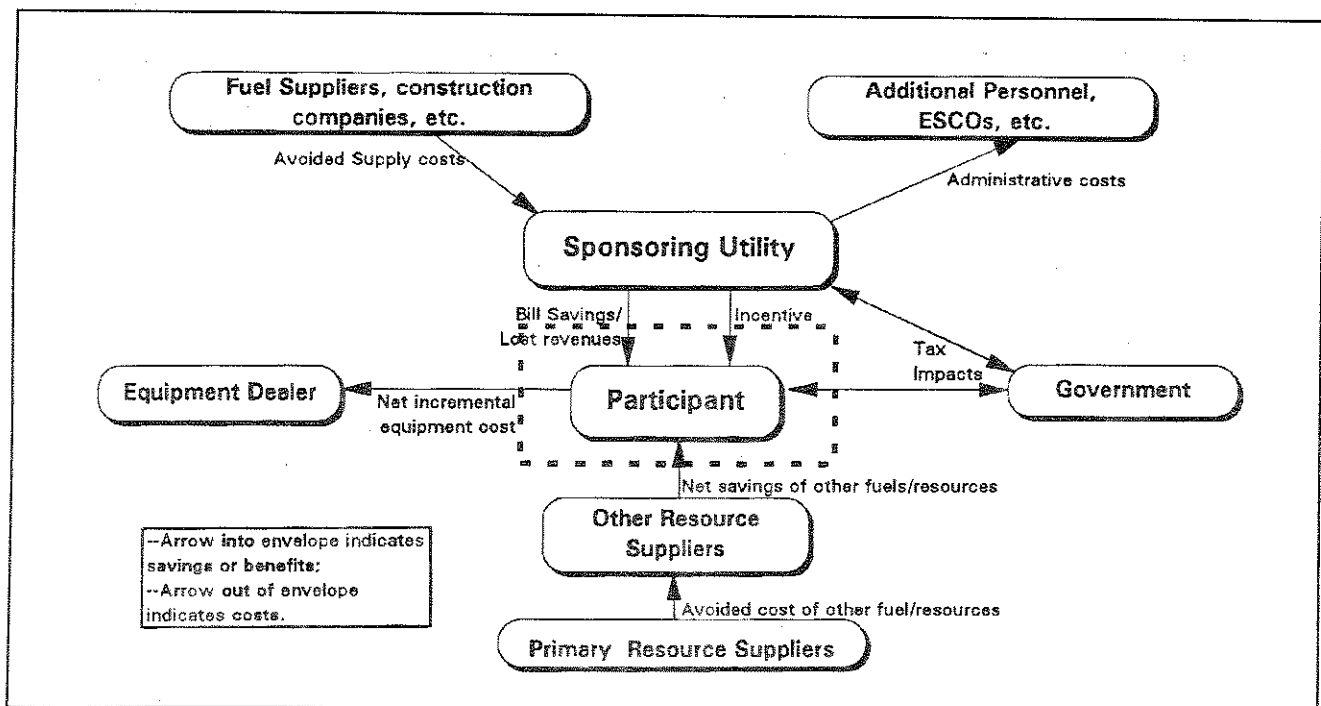 Fuel Suppliers, construction
companies, etc.
Additional Personnel,
ESCOs, etc.
Avoided Supply costs
Administrative costs
Sponsoring Utility
Bill Savings/
Lost revenues
Incentive
Tax
Impacts
Equipment Dealer
Net incremental
equipment cost
Participant
Government
Net savings of other fuels/resources
Other Resource
Suppliers
--Arrow into envelope indicates
savings or benefits;
--Arrow out of envelope
indicates costs.
Avoided cost of other fuel/resources
Primary Resource Suppliers